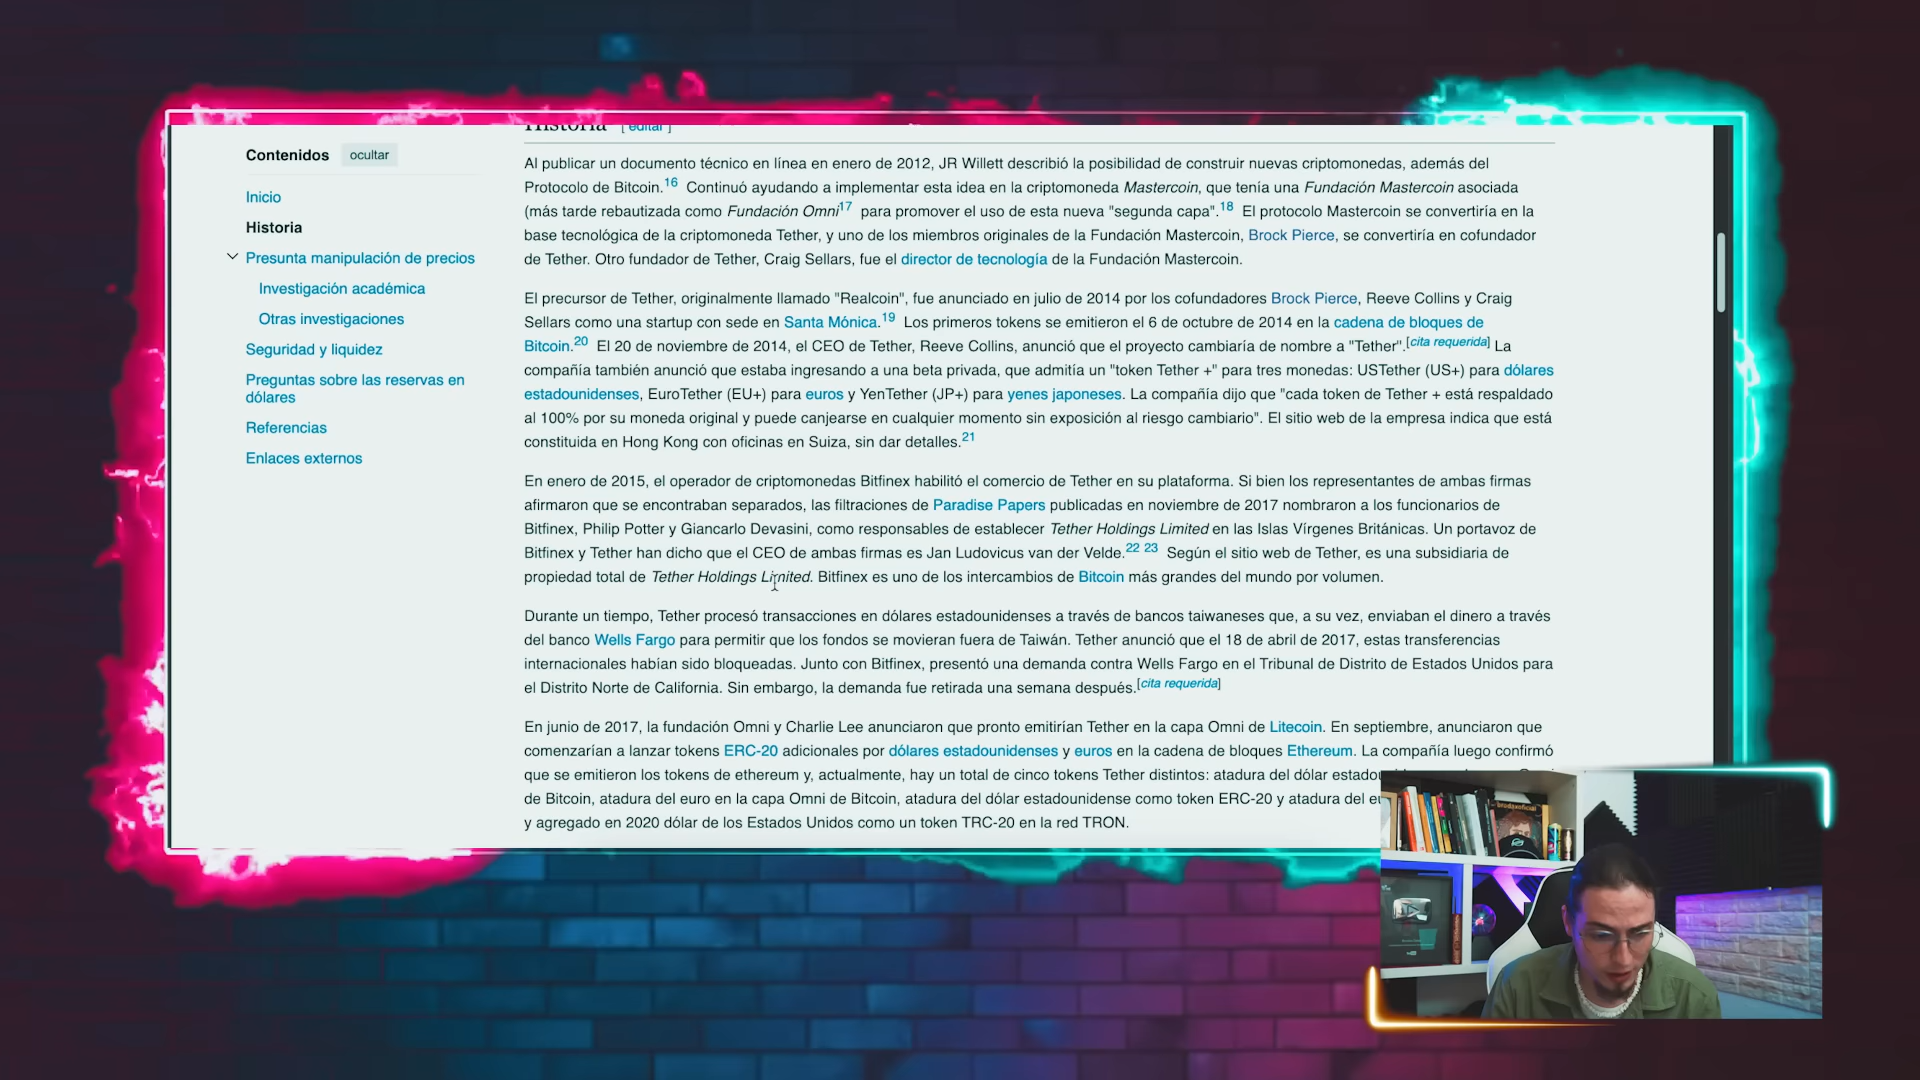 Historia [ editar ]
Contenidos ocultar
Inicio
Historia
Presunta manipulación de precios
Investigación académica
Otras investigaciones
Seguridad y liquidez
Preguntas sobre las reservas en
dólares
Referencias
Enlaces externos
Al publicar un documento técnico en línea en enero de 2012, JR Willett describió la posibilidad de construir nuevas criptomonedas, además del
Protocolo de Bitcoin.16 Continuó ayudando a implementar esta idea en la criptomoneda Mastercoin, que tenía una Fundación Mastercoin asociada
(más tarde rebautizada como Fundación Omni17 para promover el uso de esta nueva "segunda capa".18 El protocolo Mastercoin se convertiría en la
base tecnológica de la criptomoneda Tether, y uno de los miembros originales de la Fundación Mastercoin, Brock Pierce, se convertiría en cofundador
de Tether. Otro fundador de Tether, Craig Sellars, fue el director de tecnología de la Fundación Mastercoin.
El precursor de Tether, originalmente llamado "Realcoin", fue anunciado en julio de 2014 por los cofundadores Brock Pierce, Reeve Collins y Craig
Sellars como una startup con sede en Santa Mónica.19 Los primeros tokens se emitieron el 6 de octubre de 2014 en la cadena de bloques de
Bitcoin.20 El 20 de noviembre de 2014, el CEO de Tether, Reeve Collins, anunció que el proyecto cambiaría de nombre a "Tether".[cita requerida] La
compañía también anunció que estaba ingresando a una beta privada, que admitía un "token Tether +" para tres monedas: USTether (US+) para dólares
estadounidenses, EuroTether (EU+) para euros y YenTether (JP+) para yenes japoneses. La compañía dijo que "cada token de Tether + está respaldado
al 100% por su moneda original y puede canjearse en cualquier momento sin exposición al riesgo cambiario". El sitio web de la empresa indica que está
constituida en Hong Kong con oficinas en Suiza, sin dar detalles.21
En enero de 2015, el operador de criptomonedas Bitfinex habilitó el comercio de Tether en su plataforma. Si bien los representantes de ambas firmas
afirmaron que se encontraban separados, las filtraciones de Paradise Papers publicadas en noviembre de 2017 nombraron a los funcionarios de
Bitfinex, Philip Potter y Giancarlo Devasini, como responsables de establecer Tether Holdings Limited en las Islas Vírgenes Británicas. Un portavoz de
Bitfinex y Tether han dicho que el CEO de ambas firmas es Jan Ludovicus van der Velde.22 23 Según el sitio web de Tether, es una subsidiaria de
propiedad total de Tether Holdings Limited. Bitfinex es uno de los intercambios de Bitcoin más grandes del mundo por volumen.
Durante un tiempo, Tether procesó transacciones en dólares estadounidenses a través de bancos taiwaneses que, a su vez, enviaban el dinero a través
del banco Wells Fargo para permitir que los fondos se movieran fuera de Taiwán. Tether anunció que el 18 de abril de 2017, estas transferencias
internacionales habían sido bloqueadas. Junto con Bitfinex, presentó una demanda contra Wells Fargo en el Tribunal de Distrito de Estados Unidos para
el Distrito Norte de California. Sin embargo, la demanda fue retirada una semana después.[cita requerida]
En junio de 2017, la fundación Omni y Charlie Lee anunciaron que pronto emitirían Tether en la capa Omni de Litecoin. En septiembre, anunciaron que
comenzarían a lanzar tokens ERC-20 adicionales por dólares estadounidenses y euros en la cadena de bloques Ethereum. La compañía luego confirmó
que se emitieron los tokens de ethereum y, actualmente, hay un total de cinco tokens Tether distintos: atadura del dólar
de Bitcoin, atadura del euro en la capa Omni de Bitcoin, atadura del dólar estadounidense como token ERC-20 y atadura del
y agregado en 2020 dólar de los Estados Unidos como un token TRC-20 en la red TRON.